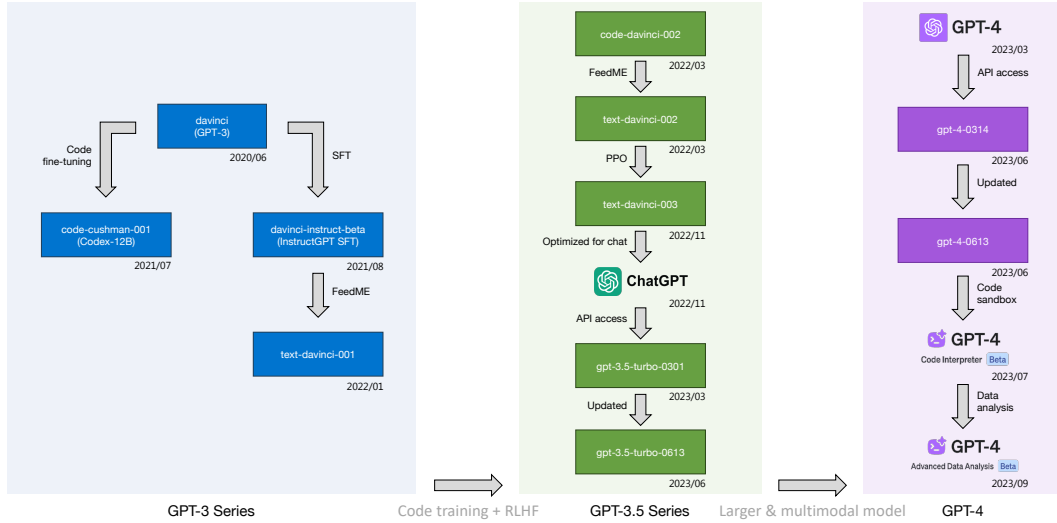 davinci
(GPT-3)
2020/06
Code
fine-tuning
SFT
code-cushman-001
(Codex-12B)
2021/07
davinci-instruct-beta
(InstructGPT SFT)
2021/08
FeedME
text-davinci-001
2022/01
GPT-3 Series
Code training + RLHF
code-davinci-002
2022/03
FeedME
text-davinci-002
2022/03
PPO
text-davinci-003
2022/11
Optimized for chat
ChatGPT
2022/11
API access
gpt-3.5-turbo-0301
2023/03
Updated
gpt-3.5-turbo-0613
2023/06
GPT-3.5 Series
Larger & multimodal model
GPT-4
2023/03
API access
gpt-4-0314
2023/06
Updated
gpt-4-0613
2023/06
Code
sandbox
GPT-4
Code Interpreter Beta
2023/07
Data
analysis
GPT-4
Advanced Data Analysis Beta
2023/09
GPT-4